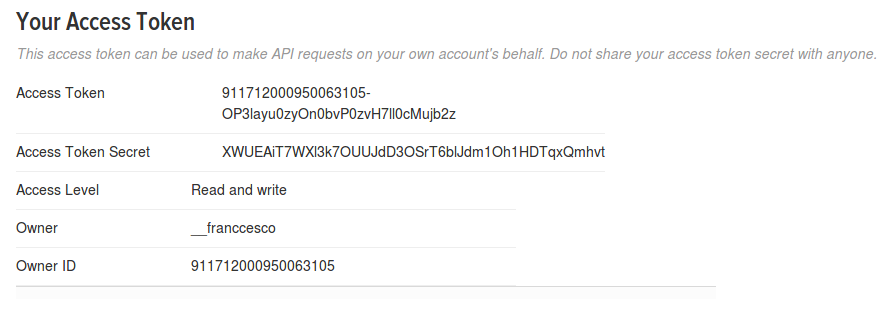 Your Access Token
This access token can be used to make API requests on your own account's behalf. Do not share your access token secret with anyone.
Access Token 911712000950063105-
OP3layu0zyOn0bvP0zvH7ll0cMujb2z
Access Token Secret XWUEAiT7WXl3k7OUUJdD3OSrT6blJdm1Oh1HDTqxQmhvt
Access Level Read and write
Owner __franccesco
Owner ID 911712000950063105